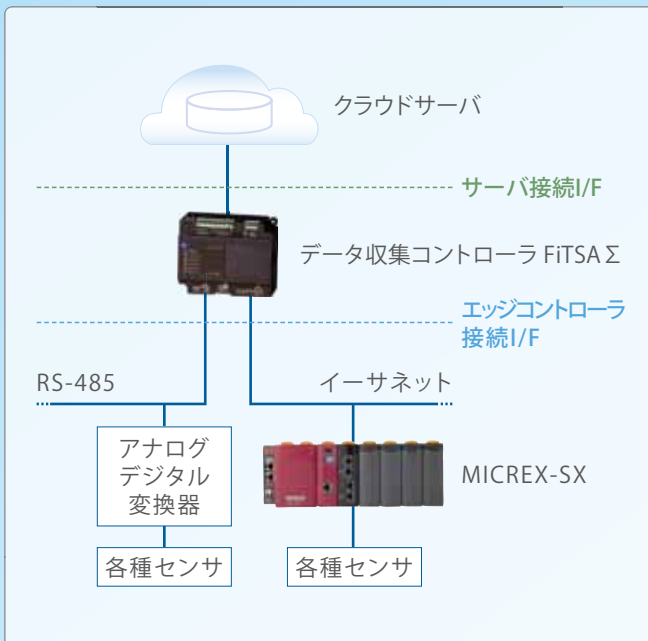 クラウドサーバ
サーバ接続I/F
データ収集コントローラ FiTSAΣ
エッジコントローラ
接続I/F
RS-485
イーサネット
アナログ
デジタル
変換器
MICREX-SX
各種センサ
各種センサ